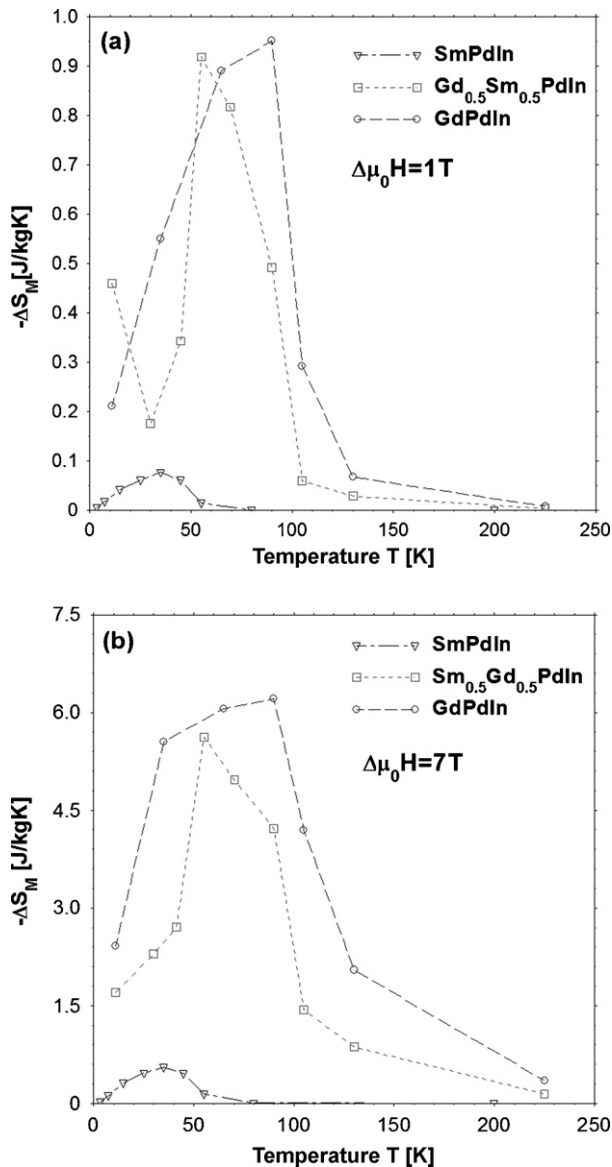 (a)
SmPdIn
Gd0.5Sm0.5PdIn
GdPdIn
Δμ0H=1T
-ΔSM[J/kgK]
1.0
0.9
0.8
0.7
0.6
0.5
0.4
0.3
0.2
0.1
0
0 50 100 150 200 250
Temperature T [K]
(b)
SmPdIn
Sm0.5Gd0.5PdIn
GdPdIn
Δμ0H=7T
-ΔSM [J/kgK]
7.5
6.0
4.5
3.0
1.5
0
0 50 100 150 200 250
Temperature T [K]